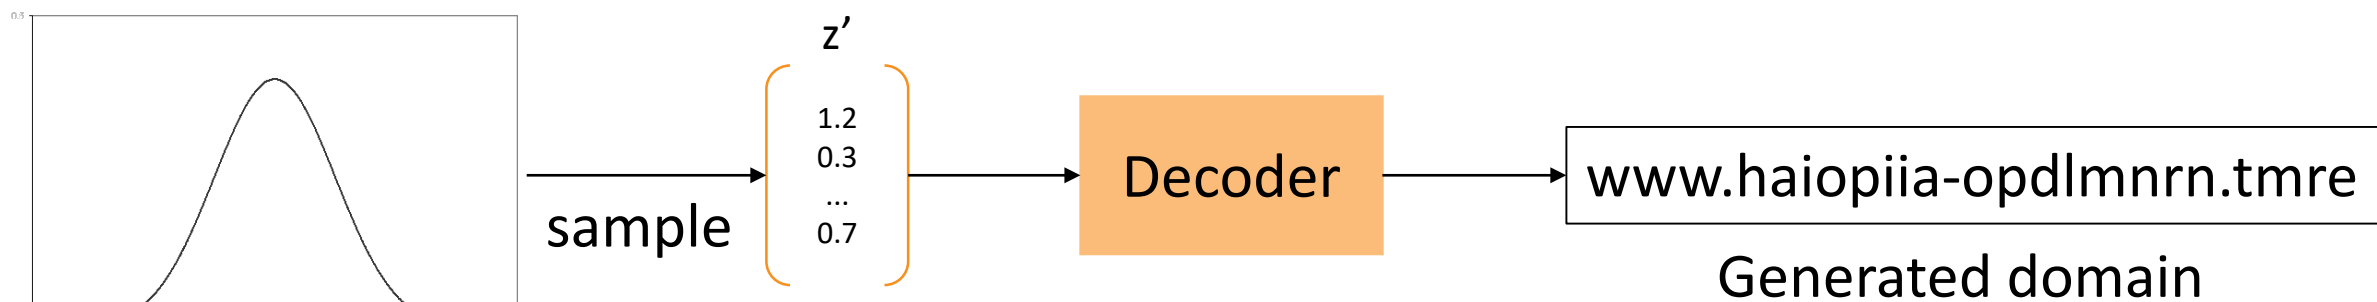 z’
1.2
0.3
...
0.7
sample
Decoder
www.haiopiia-opdlmnrn.tmre
Generated domain